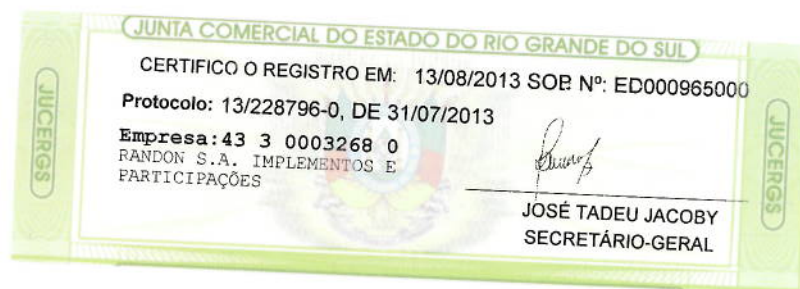 JUNTA COMERCIAL DO ESTADO DO RIO GRANDE DO SUL
CERTIFICO O REGISTRO EM: 13/08/2013 SOB Nº: ED000965000
Protocolo: 13/228796-0, DE 31/07/2013
Empresa:43 3 0003268 0
RANDON S.A. IMPLEMENTOS E
PARTICIPAÇÕES
JOSÉ TADEU JACOBY
SECRETÁRIO-GERAL
JUCERGS
JUCERGS